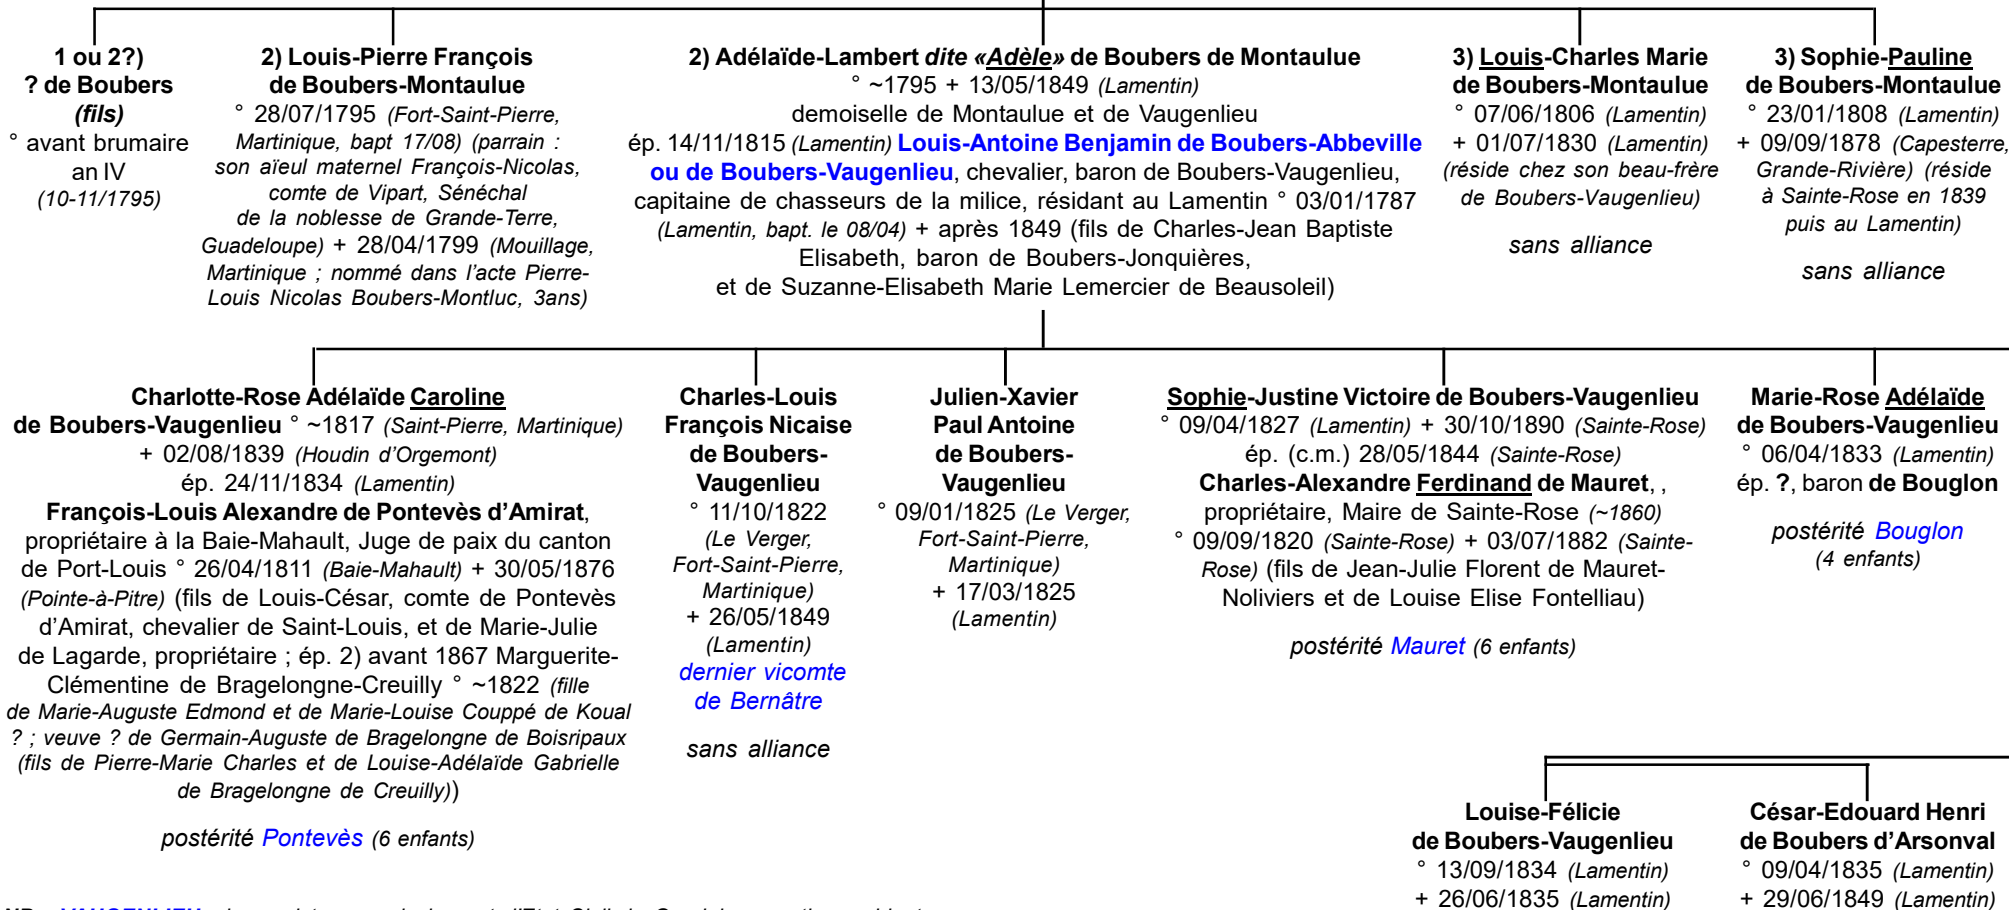 1 ou 2?)
? de Boubers
(fils)
° avant brumaire
an IV
(10-11/1795)
2) Louis-Pierre François
de Boubers-Montaulue
° 28/07/1795 (Fort-Saint-Pierre,
Martinique, bapt 17/08) (parrain :
son aïeul maternel François-Nicolas,
comte de Vipart, Sénéchal
de la noblesse de Grande-Terre,
Guadeloupe) + 28/04/1799 (Mouillage,
Martinique ; nommé dans l'acte Pierre-
Louis Nicolas Boubers-Montluc, 3ans)
2) Adélaïde-Lambert dite «Adèle» de Boubers de Montaulue
° ~1795 + 13/05/1849 (Lamentin)
demoiselle de Montaulue et de Vaugenlieu
ép. 14/11/1815 (Lamentin) Louis-Antoine Benjamin de Boubers-Abbeville
ou de Boubers-Vaugenlieu, chevalier, baron de Boubers-Vaugenlieu,
capitaine de chasseurs de la milice, résidant au Lamentin ° 03/01/1787
(Lamentin, bapt. le 08/04) + après 1849 (fils de Charles-Jean Baptiste
Elisabeth, baron de Boubers-Jonquières,
et de Suzanne-Elisabeth Marie Lemercier de Beausoleil)
3) Louis-Charles Marie
de Boubers-Montaulue
° 07/06/1806 (Lamentin)
+ 01/07/1830 (Lamentin)
(réside chez son beau-frère
de Boubers-Vaugenlieu)
sans alliance
3) Sophie-Pauline
de Boubers-Montaulue
° 23/01/1808 (Lamentin)
+ 09/09/1878 (Capesterre,
Grande-Rivière) (réside
à Sainte-Rose en 1839
puis au Lamentin)
sans alliance
Charlotte-Rose Adélaïde Caroline
de Boubers-Vaugenlieu ° ~1817 (Saint-Pierre, Martinique)
+ 02/08/1839 (Houdin d'Orgemont)
ép. 24/11/1834 (Lamentin)
François-Louis Alexandre de Pontevès d'Amirat,
propriétaire à la Baie-Mahault, Juge de paix du canton
de Port-Louis ° 26/04/1811 (Baie-Mahault) + 30/05/1876
(Pointe-à-Pitre) (fils de Louis-César, comte de Pontevès
d'Amirat, chevalier de Saint-Louis, et de Marie-Julie
de Lagarde, propriétaire ; ép. 2) avant 1867 Marguerite-
Clémentine de Bragelongne-Creuilly ° ~1822 (fille
de Marie-Auguste Edmond et de Marie-Louise Couppé de Koual
? ; veuve ? de Germain-Auguste de Bragelongne de Boisripaux
(fils de Pierre-Marie Charles et de Louise-Adélaïde Gabrielle
de Bragelongne de Creuilly))
postérité Pontevès (6 enfants)
Charles-Louis
François Nicaise
de Boubers-
Vaugenlieu
° 11/10/1822
(Le Verger,
Fort-Saint-Pierre,
Martinique)
+ 26/05/1849
(Lamentin)
dernier vicomte
de Bernâtre
sans alliance
Julien-Xavier
Paul Antoine
de Boubers-
Vaugenlieu
° 09/01/1825 (Le Verger,
Fort-Saint-Pierre,
Martinique)
+ 17/03/1825
(Lamentin)
Sophie-Justine Victoire de Boubers-Vaugenlieu
° 09/04/1827 (Lamentin) + 30/10/1890 (Sainte-Rose)
ép. (c.m.) 28/05/1844 (Sainte-Rose)
Charles-Alexandre Ferdinand de Mauret, ,
propriétaire, Maire de Sainte-Rose (~1860)
° 09/09/1820 (Sainte-Rose) + 03/07/1882 (Sainte-
Rose) (fils de Jean-Julie Florent de Mauret-
Noliviers et de Louise Elise Fontelliau)
postérité Mauret (6 enfants)
Marie-Rose Adélaïde
de Boubers-Vaugenlieu
° 06/04/1833 (Lamentin)
ép. ?, baron de Bouglon
postérité Bouglon
(4 enfants)
Louise-Félicie
de Boubers-Vaugenlieu
° 13/09/1834 (Lamentin)
+ 26/06/1835 (Lamentin)
César-Edouard Henri
de Boubers d'Arsonval
° 09/04/1835 (Lamentin)
+ 29/06/1849 (Lamentin)